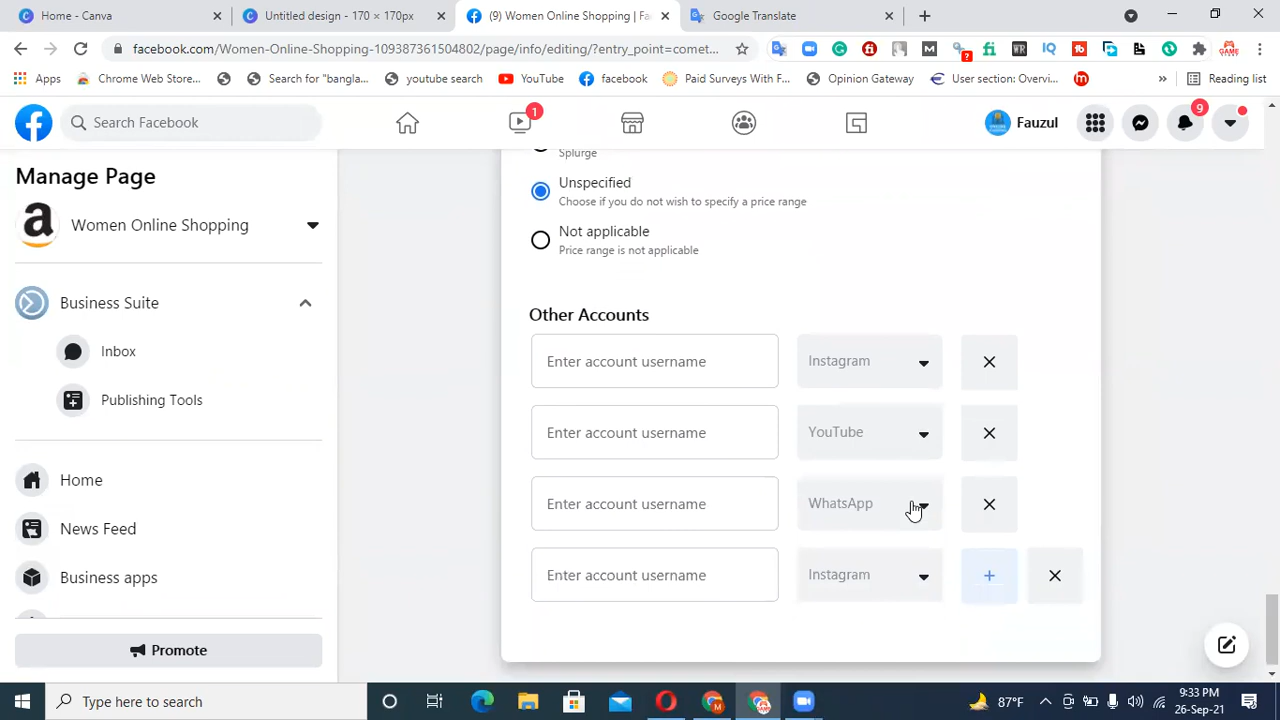 Home - Canva
Untitled design - 170 × 170px
(9) Women Online Shopping | Fa
Google Translate
facebook.com/Women-Online-Shopping-109387361504802/page/info/editing/?entry_point=comet...
Apps
Chrome Web Store...
Search for "bangla...
youtube.search
YouTube
facebook
Paid Surveys With F...
Opinion Gateway
User section: Overvi...
Reading list
Search Facebook
1
Fauzul
9
Manage Page
Women Online Shopping
Business Suite
Inbox
Publishing Tools
Home
News Feed
Business apps
Promote
Splurge
Unspecified
Choose if you do not wish to specify a price range
Not applicable
Price range is not applicable
Other Accounts
Enter account username
Instagram
Enter account username
YouTube
Enter account username
WhatsApp
Enter account username
Instagram
Type here to search
87°F
9:33 PM
26-Sep-21